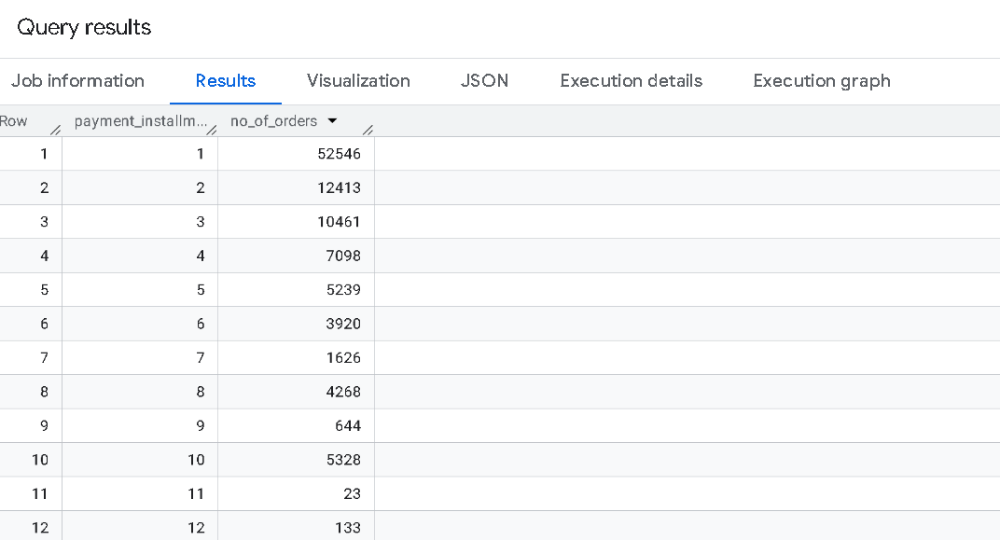 Query results
Job information Results Visualization JSON Execution details Execution graph
Row payment_installm... no_of_orders
1 1 52546
2 2 12413
3 3 10461
4 4 7098
5 5 5239
6 6 3920
7 7 1626
8 8 4268
9 9 644
10 10 5328
11 11 23
12 12 133